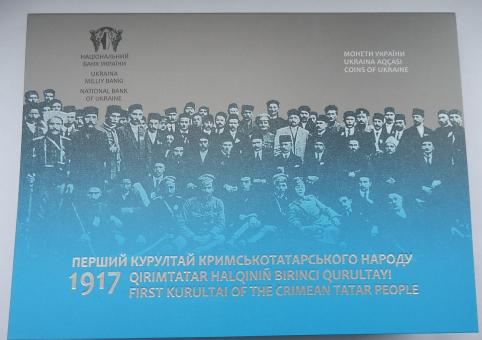 НАЦІОНАЛЬНИЙ
БАНК УКРАЇНИ
UKRAINA
MILLIY BANKI
NATIONAL BANK
OF UKRAINE
МОНЕТИ УКРАЇНИ
UKRAINA AQÇASI
COINS OF UKRAINE
ПЕРШИЙ КУРУЛТАЙ КРИМСЬКОТАТАРСЬКОГО НАРОДУ
1917 QIRIMTATAR HALQINIÑ BIRINCI QURULTAYI
FIRST KURULTAI OF THE CRIMEAN TATAR PEOPLE